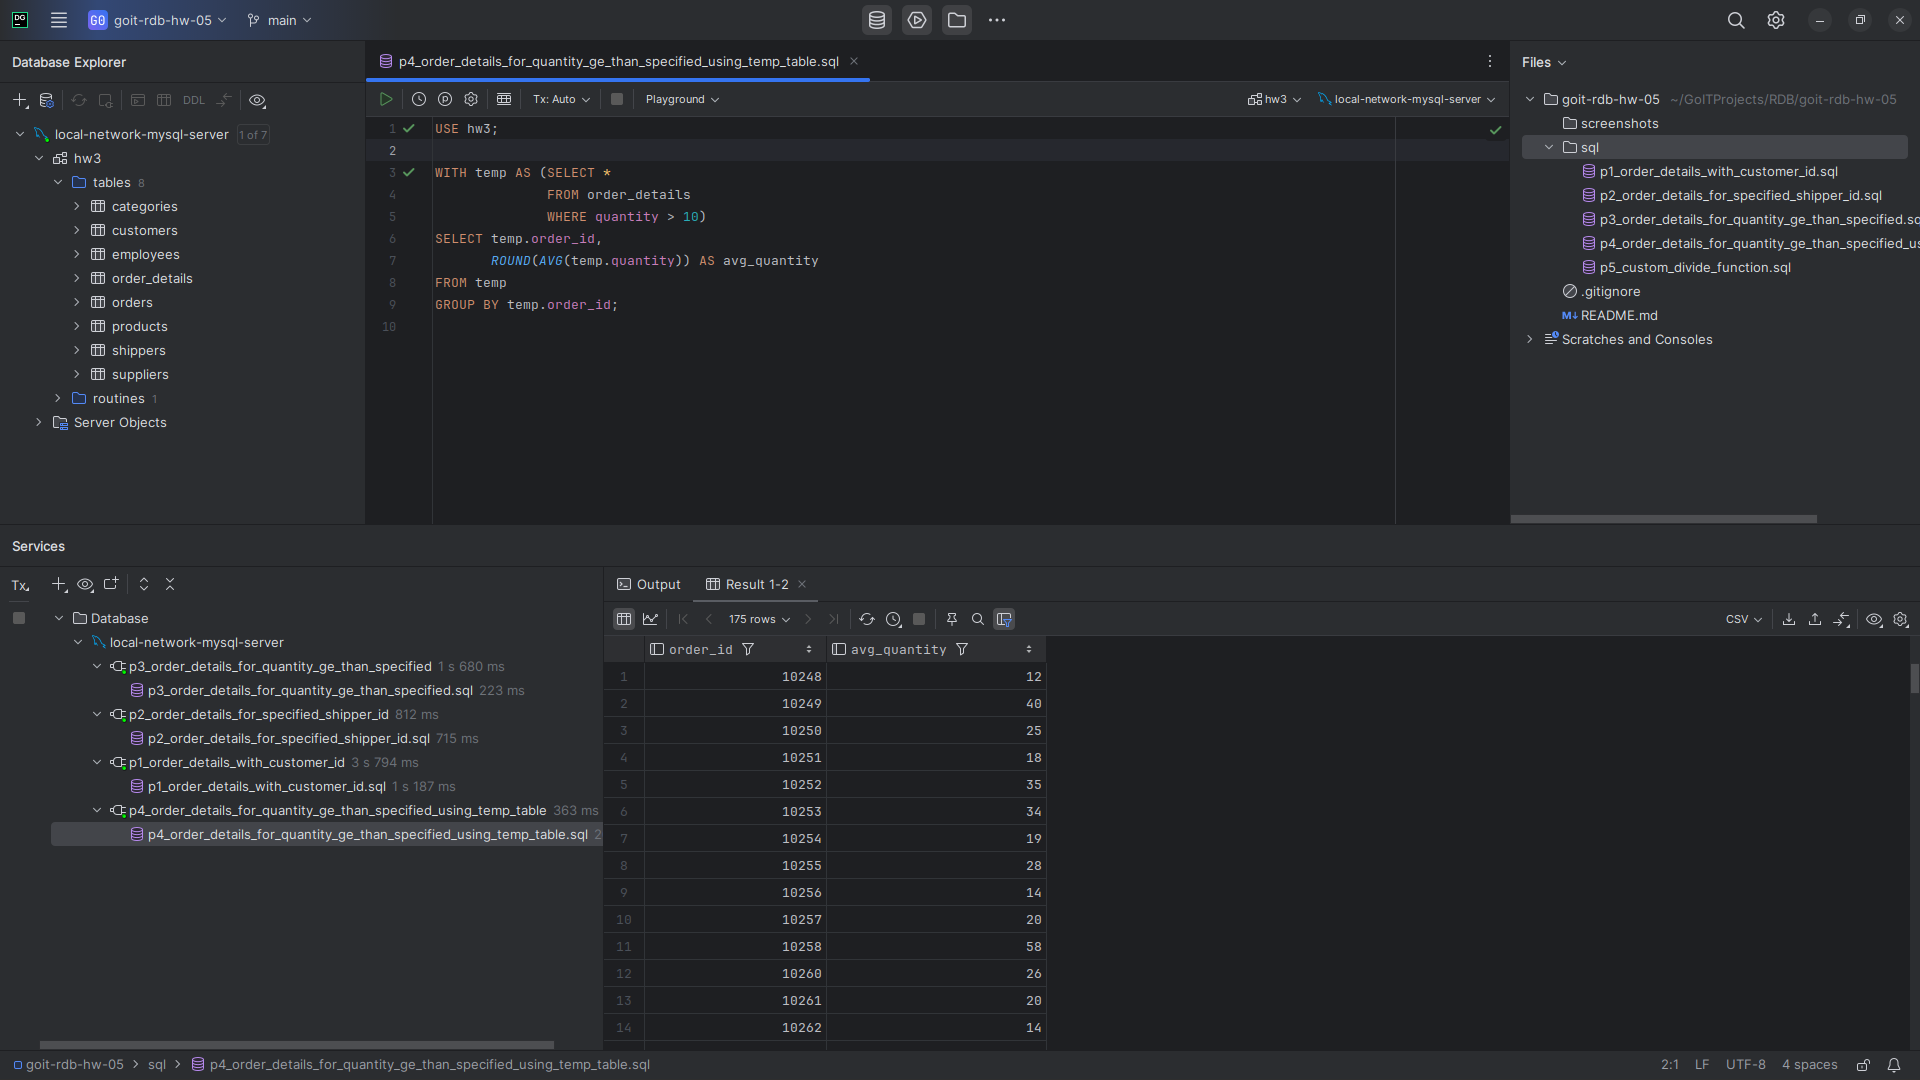 GO goit-rdb-hw-05 main
Database Explorer
DDL
local-network-mysql-server 1 of 7
hw3
tables 8
categories
customers
employees
order_details
orders
products
shippers
suppliers
routines 1
Server Objects
p4_order_details_for_quantity_ge_than_specified_using_temp_table.sql
Tx: Auto Playground hw3 local-network-mysql-server
1 USE hw3;
2
3 WITH temp AS (SELECT *
4 FROM order_details
5 WHERE quantity > 10)
6 SELECT temp.order_id,
7 ROUND(AVG(temp.quantity)) AS avg_quantity
8 FROM temp
9 GROUP BY temp.order_id;
10
Files
goit-rdb-hw-05 ~/GoITProjects/RDB/goit-rdb-hw-05
screenshots
sql
p1_order_details_with_customer_id.sql
p2_order_details_for_specified_shipper_id.sql
p3_order_details_for_quantity_ge_than_specified.sq
p4_order_details_for_quantity_ge_than_specified_us
p5_custom_divide_function.sql
.gitignore
M↓ README.md
Scratches and Consoles
Services
Tx
Database
local-network-mysql-server
p3_order_details_for_quantity_ge_than_specified 1 s 680 ms
p3_order_details_for_quantity_ge_than_specified.sql 223 ms
p2_order_details_for_specified_shipper_id 812 ms
p2_order_details_for_specified_shipper_id.sql 715 ms
p1_order_details_with_customer_id 3 s 794 ms
p1_order_details_with_customer_id.sql 1 s 187 ms
p4_order_details_for_quantity_ge_than_specified_using_temp_table 363 ms
p4_order_details_for_quantity_ge_than_specified_using_temp_table.sql 2
Output Result 1-2
175 rows CSV
order_id avg_quantity
1 10248 12
2 10249 40
3 10250 25
4 10251 18
5 10252 35
6 10253 34
7 10254 19
8 10255 28
9 10256 14
10 10257 20
11 10258 58
12 10260 26
13 10261 20
14 10262 14
goit-rdb-hw-05 > sql > p4_order_details_for_quantity_ge_than_specified_using_temp_table.sql
2:1 LF UTF-8 4 spaces